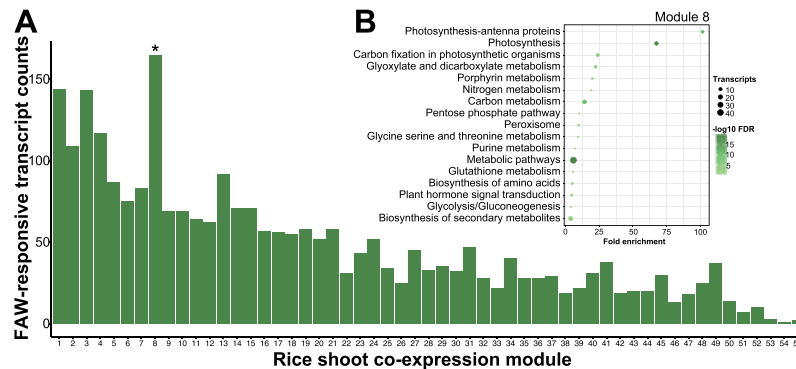 A
FAW-responsive transcript counts
150
100
50
0
*
1 2 3 4 5 6 7 8 9 10 11 12 13 14 15 16 17 18 19 20 21 22 23 24 25 26 27 28 29 30 31 32 33 34 35 36 37 38 39 40 41 42 43 44 45 46 47 48 49 50 51 52 53 54
Rice shoot co-expression module
B
Module 8
Photosynthesis-antenna proteins
Photosynthesis
Carbon fixation in photosynthetic organisms
Glyoxylate and dicarboxylate metabolism
Porphyrin metabolism
Nitrogen metabolism
Carbon metabolism
Pentose phosphate pathway
Peroxisome
Glycine serine and threonine metabolism
Purine metabolism
Metabolic pathways
Glutathione metabolism
Biosynthesis of amino acids
Plant hormone signal transduction
Glycolysis/Gluconeogenesis
Biosynthesis of secondary metabolites
0 25 50 75 100
Fold enrichment
Transcripts
10
20
30
40
-log10 FDR
15
10
5